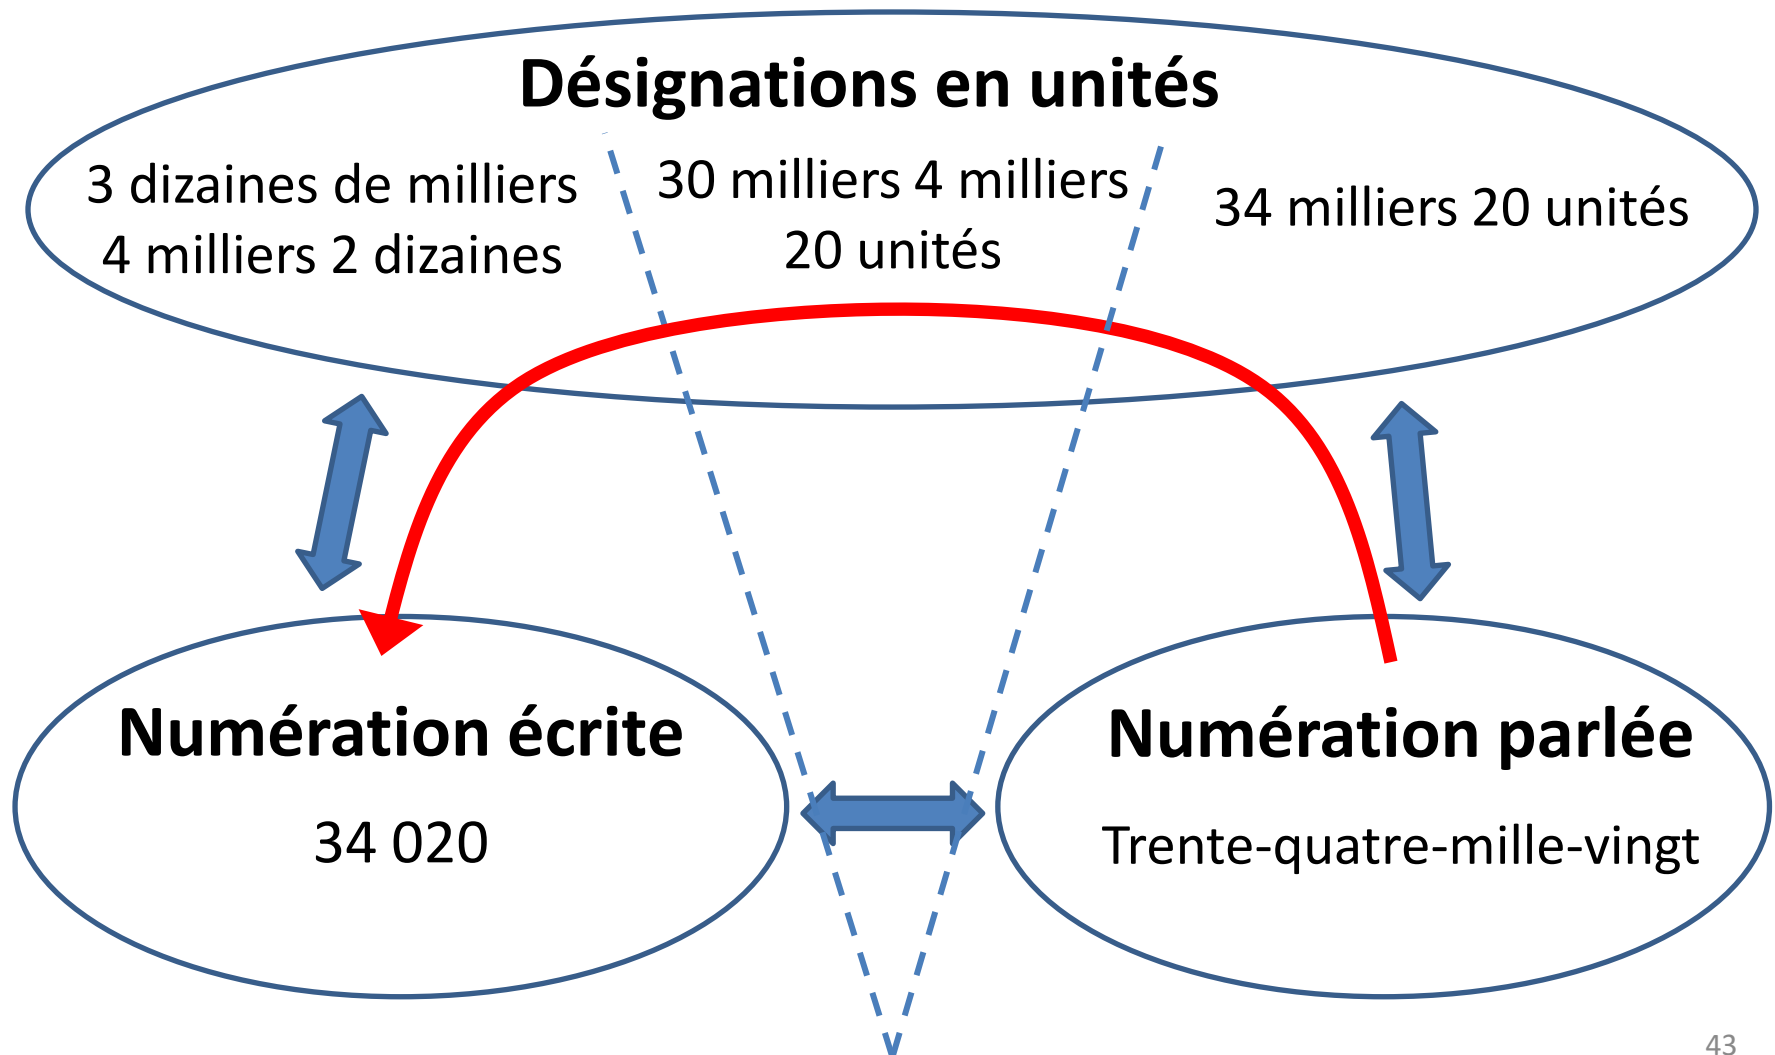 Désignations en unités
3 dizaines de milliers
4 milliers 2 dizaines
30 milliers 4 milliers
20 unités
34 milliers 20 unités
Numération écrite
34 020
Numération parlée
Trente-quatre-mille-vingt
43